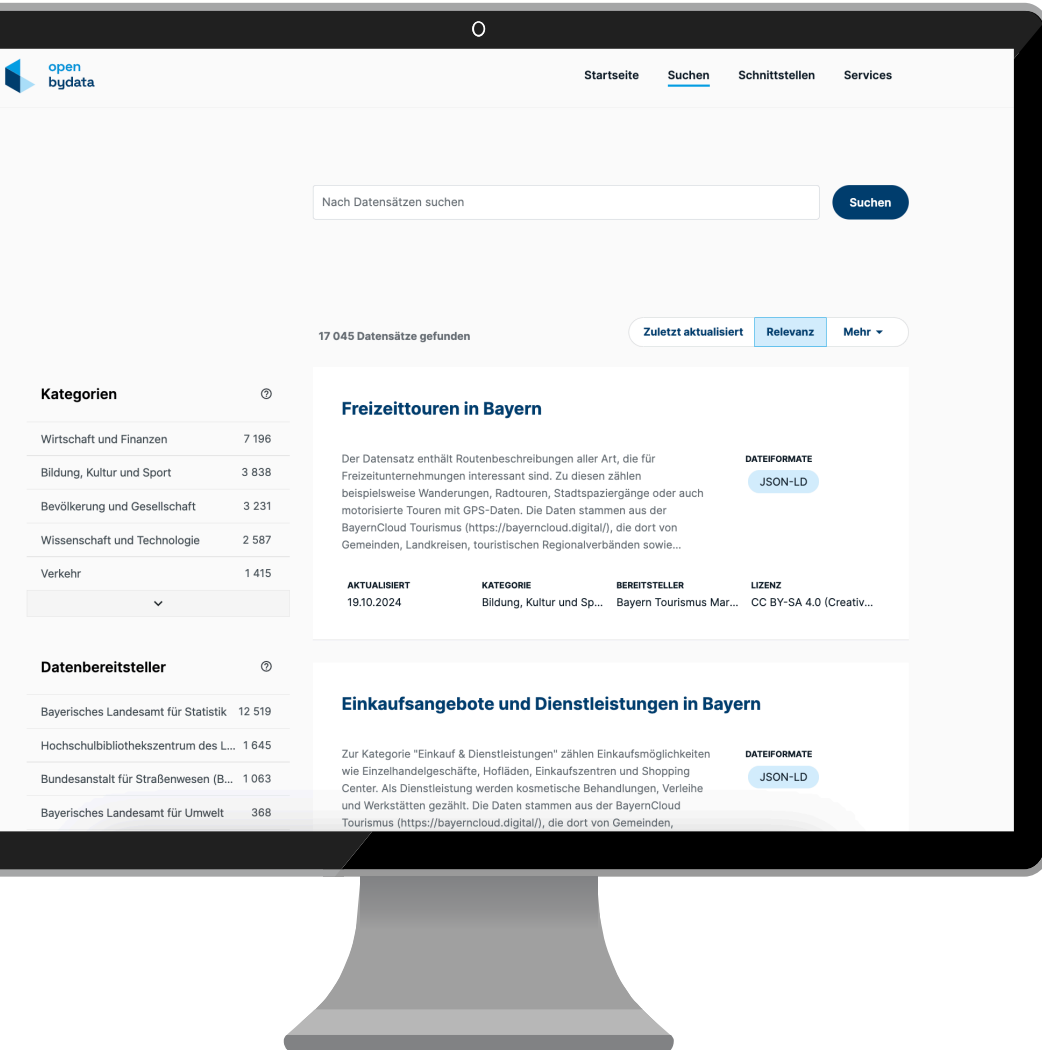 open
bydata
Startseite Suchen Schnittstellen Services
Nach Datensätzen suchen
Suchen
17 045 Datensätze gefunden
Zuletzt aktualisiert Relevanz Mehr
Kategorien
Wirtschaft und Finanzen 7 196
Bildung, Kultur und Sport 3 838
Bevölkerung und Gesellschaft 3 231
Wissenschaft und Technologie 2 587
Verkehr 1 415
Datenbereitsteller
Bayerisches Landesamt für Statistik 12 519
Hochschulbibliothekszentrum des L... 1 645
Bundesanstalt für Straßenwesen (B... 1 063
Bayerisches Landesamt für Umwelt 368
Freizeittouren in Bayern
Der Datensatz enthält Routenbeschreibungen aller Art, die für
Freizeitunternehmungen interessant sind. Zu diesen zählen
beispielsweise Wanderungen, Radtouren, Stadtspaziergänge oder auch
motorisierte Touren mit GPS-Daten. Die Daten stammen aus der
BayernCloud Tourismus (https://bayerncloud.digital/), die dort von
Gemeinden, Landkreisen, touristischen Regionalverbänden sowie...
DATEIFORMATE
JSON-LD
AKTUALISIERT KATEGORIE BEREITSTELLER LIZENZ
19.10.2024 Bildung, Kultur und Sp... Bayern Tourismus Mar... CC BY-SA 4.0 (Creativ...
Einkaufsangebote und Dienstleistungen in Bayern
Zur Kategorie "Einkauf & Dienstleistungen" zählen Einkaufsmöglichkeiten
wie Einzelhandelgeschäfte, Hofläden, Einkaufszentren und Shopping
Center. Als Dienstleistung werden kosmetische Behandlungen, Verleihe
und Werkstätten gezählt. Die Daten stammen aus der BayernCloud
Tourismus (https://bayerncloud.digital/), die dort von Gemeinden,
DATEIFORMATE
JSON-LD